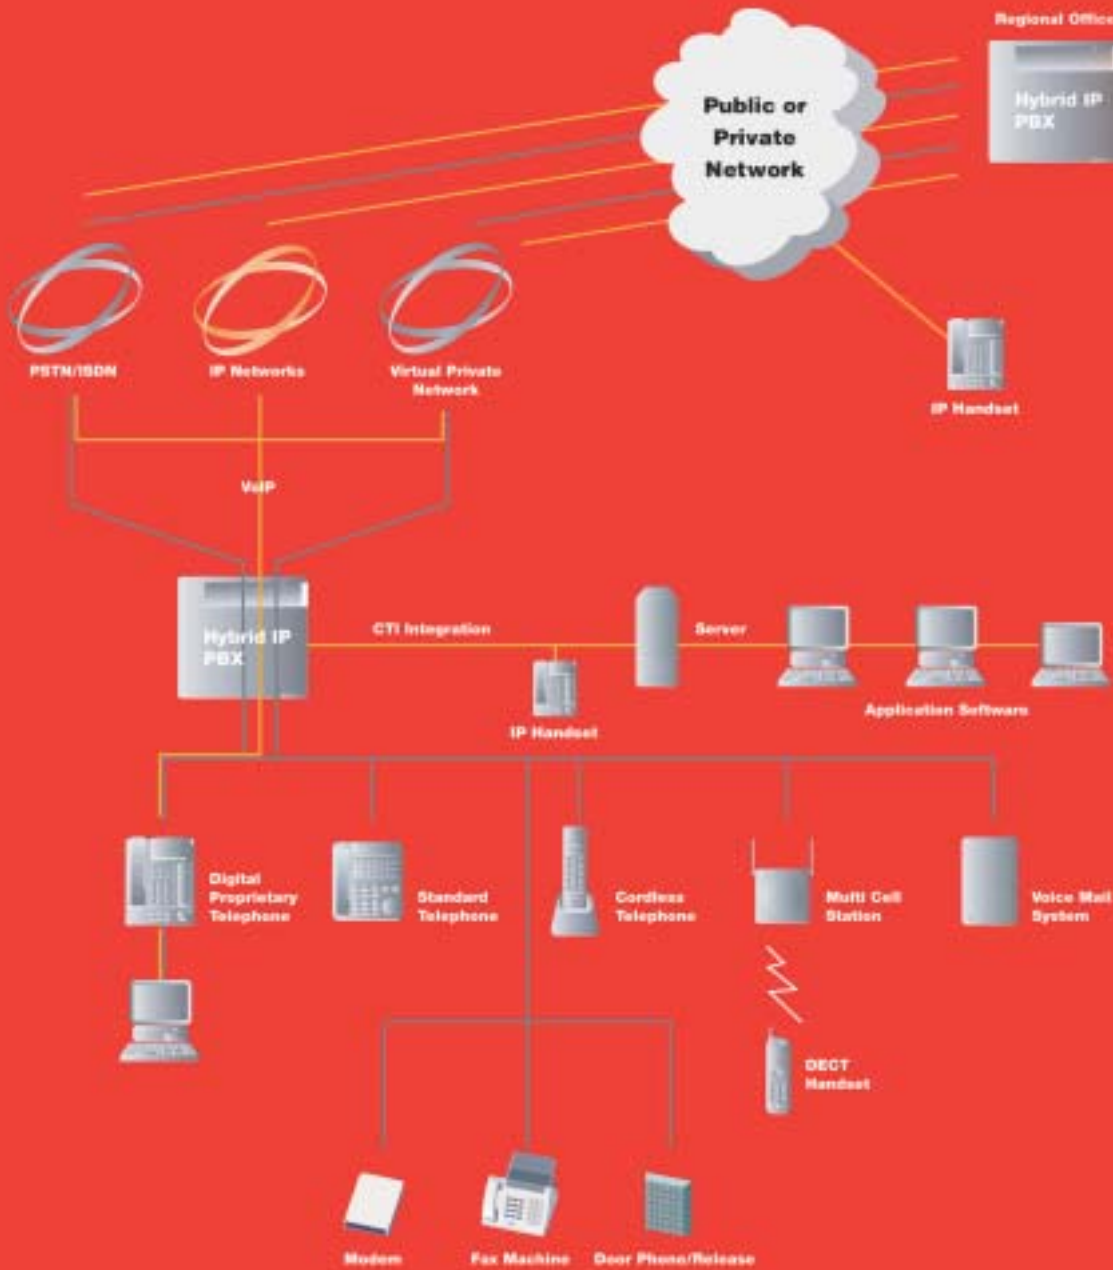 Regional Office
Public or
Private
Network
Hybrid IP
PBX
PSTN/ISDN
IP Networks
Virtual Private
Network
IP Handset
VoIP
Hybrid IP
PBX
CTI Integration
Server
IP Handset
Application Software
Digital
Proprietary
Telephone
Standard
Telephone
Cordless
Telephone
Multi Cell
Station
Voice Mail
System
DECT
Handset
Modem
Fax Machine
Door Phone/Release